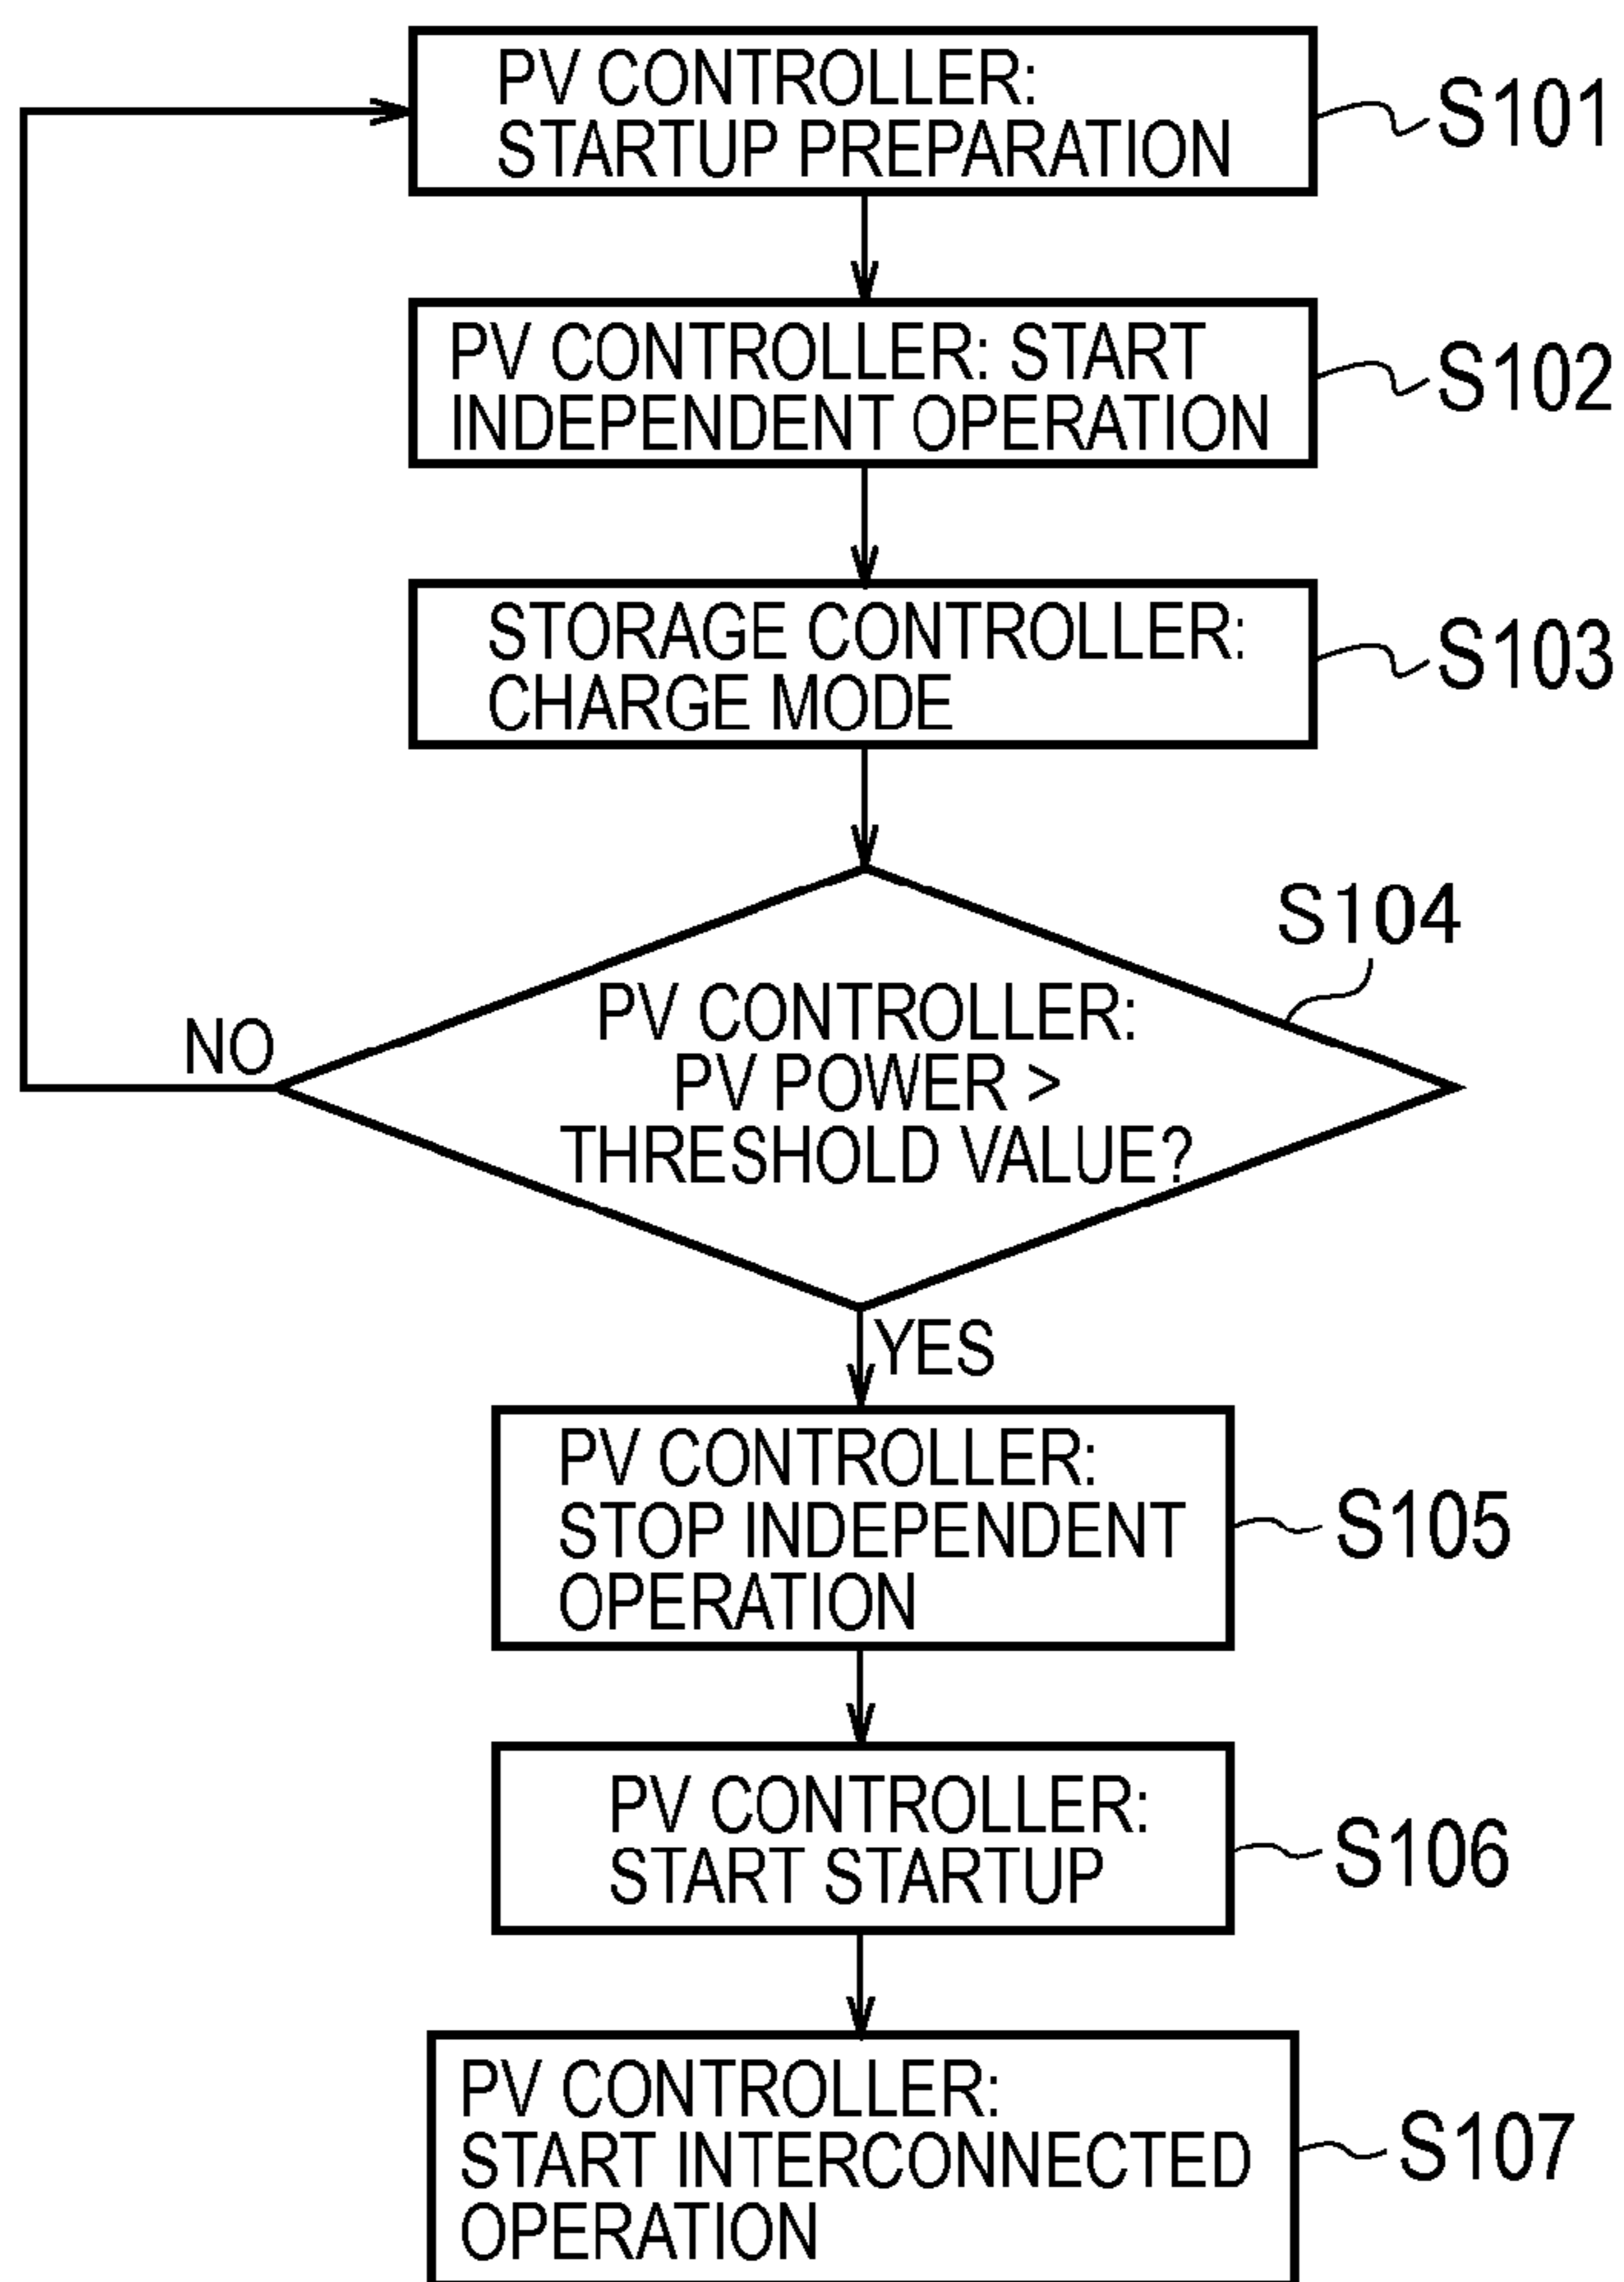 PV CONTROLLER:
STARTUP PREPARATION
S101
PV CONTROLLER: START
INDEPENDENT OPERATION
S102
STORAGE CONTROLLER:
CHARGE MODE
S103
S104
PV CONTROLLER:
PV POWER >
THRESHOLD VALUE?
NO
YES
PV CONTROLLER:
STOP INDEPENDENT
OPERATION
S105
PV CONTROLLER:
START STARTUP
S106
PV CONTROLLER:
START INTERCONNECTED
OPERATION
S107